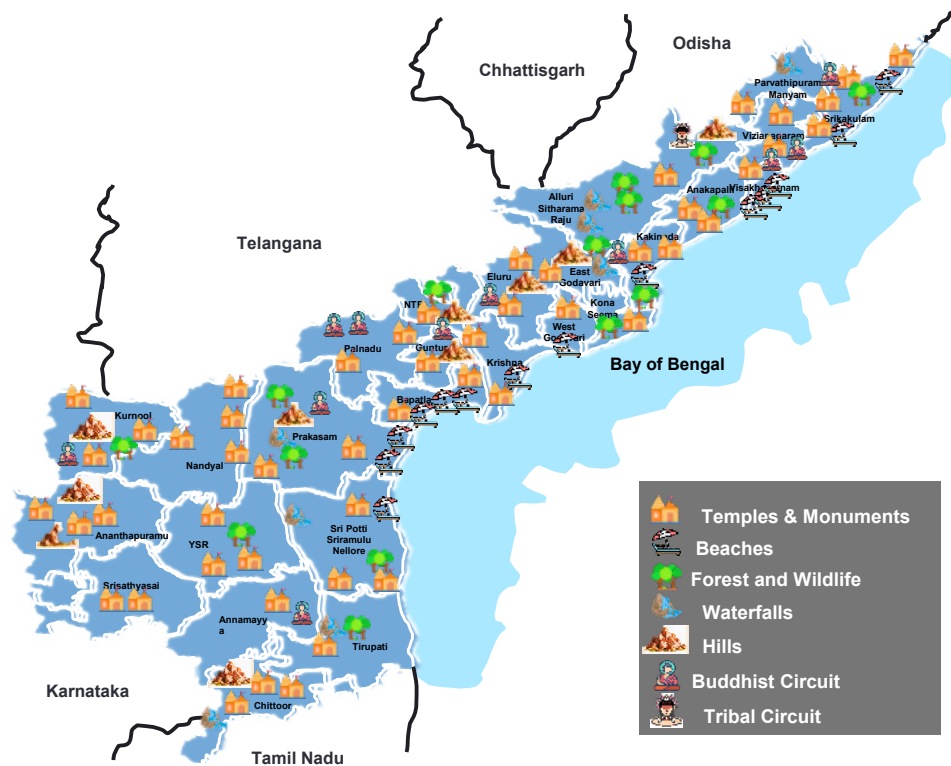 Odisha
Chhattisgarh
Parvathipuram
Manyam
Srikakulam
Vizianagaram
Anakapalli
Visakhapatnam
Alluri
Sitharama
Raju
Telangana
Kakinada
Eluru
East
Godavari
NTR
Kona
Seema
West
Godavari
Guntur
Palnadu
Krishna
Bay of Bengal
Bapatla
Kurnool
Prakasam
Nandyal
Ananthapuramu
YSR
Sri Potti
Sriramulu
Nellore
Srisathyasai
Annamayy
a
Tirupati
Karnataka
Chittoor
Tamil Nadu
Temples & Monuments
Beaches
Forest and Wildlife
Waterfalls
Hills
Buddhist Circuit
Tribal Circuit